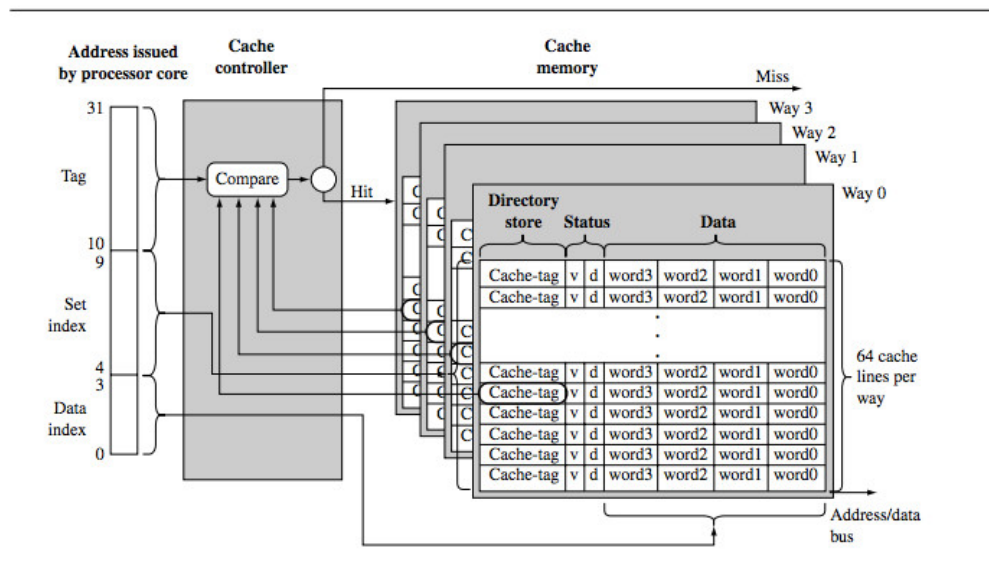 Address issued
by processor core
Cache
controller
Cache
memory
Miss
31
Way 3
Way 2
Way 1
Way 0
Tag
Compare
Hit
Directory
store
Status
Data
10
9
C
C
C
C
C
Cache-tag v d word3 word2 word1 word0
Cache-tag v d word3 word2 word1 word0
.
.
.
Set
index
64 cache
lines per
way
4
3
Cache-tag v d word3 word2 word1 word0
Cache-tag v d word3 word2 word1 word0
Cache-tag v d word3 word2 word1 word0
Cache-tag v d word3 word2 word1 word0
Cache-tag v d word3 word2 word1 word0
Cache-tag v d word3 word2 word1 word0
Data
index
0
Address/data
bus